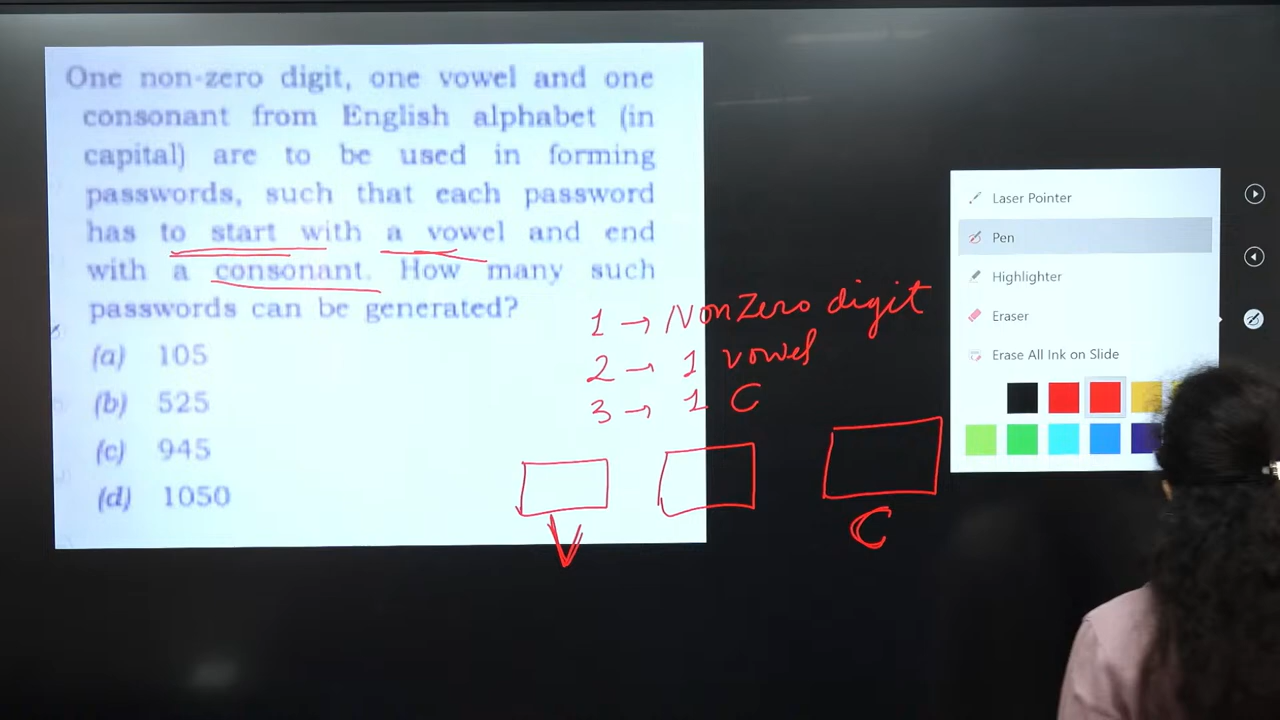 One non-zero digit, one vowel and one
consonant from English alphabet (in
capital) are to be used in forming
passwords, such that each password
has to start with a vowel and end
with a consonant. How many such
passwords can be generated?
(a) 105
(b) 525
(c) 945
(d) 1050
1 → NonZero digit
2 → 1 vowel
3 → 1 C
V
C
Laser Pointer
Pen
Highlighter
Eraser
Erase All Ink on Slide